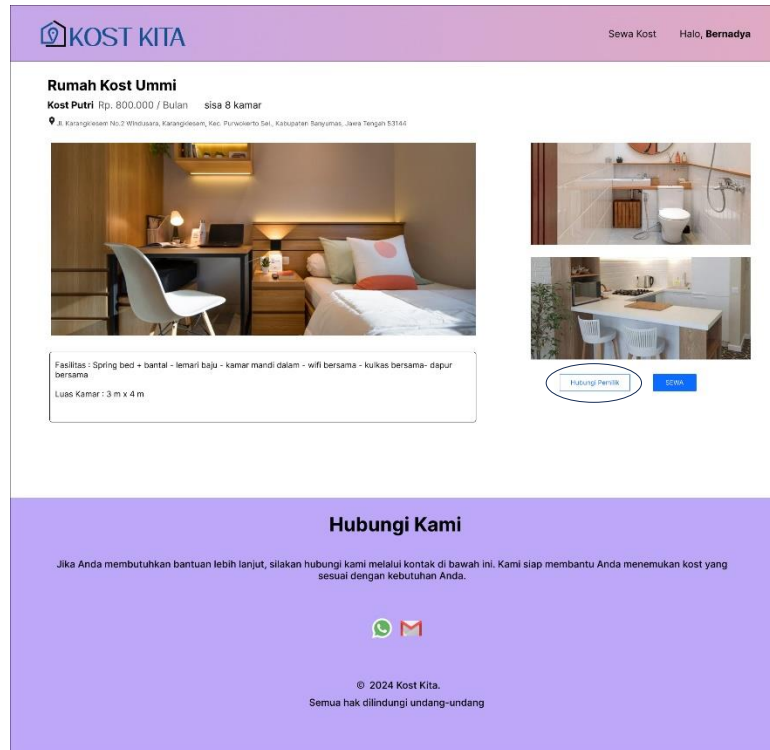 KOST KITA
Sewa Kost Halo, Bernadya
Rumah Kost Ummi
Kost Putri Rp. 800.000 / Bulan sisa 8 kamar
Jl. Karangklesem No.2 Windusara, Karangklesem, Kec. Purwokerto Sel., Kabupaten Banyumas, Jawa Tengah 53144
Fasilitas : Spring bed + bantal - lemari baju - kamar mandi dalam - wifi bersama - kulkas bersama- dapur
bersama
Luas Kamar : 3 m x 4 m
Hubungi Pemilik SEWA
Hubungi Kami
Jika Anda membutuhkan bantuan lebih lanjut, silakan hubungi kami melalui kontak di bawah ini. Kami siap membantu Anda menemukan kost yang
sesuai dengan kebutuhan Anda.
© 2024 Kost Kita.
Semua hak dilindungi undang-undang